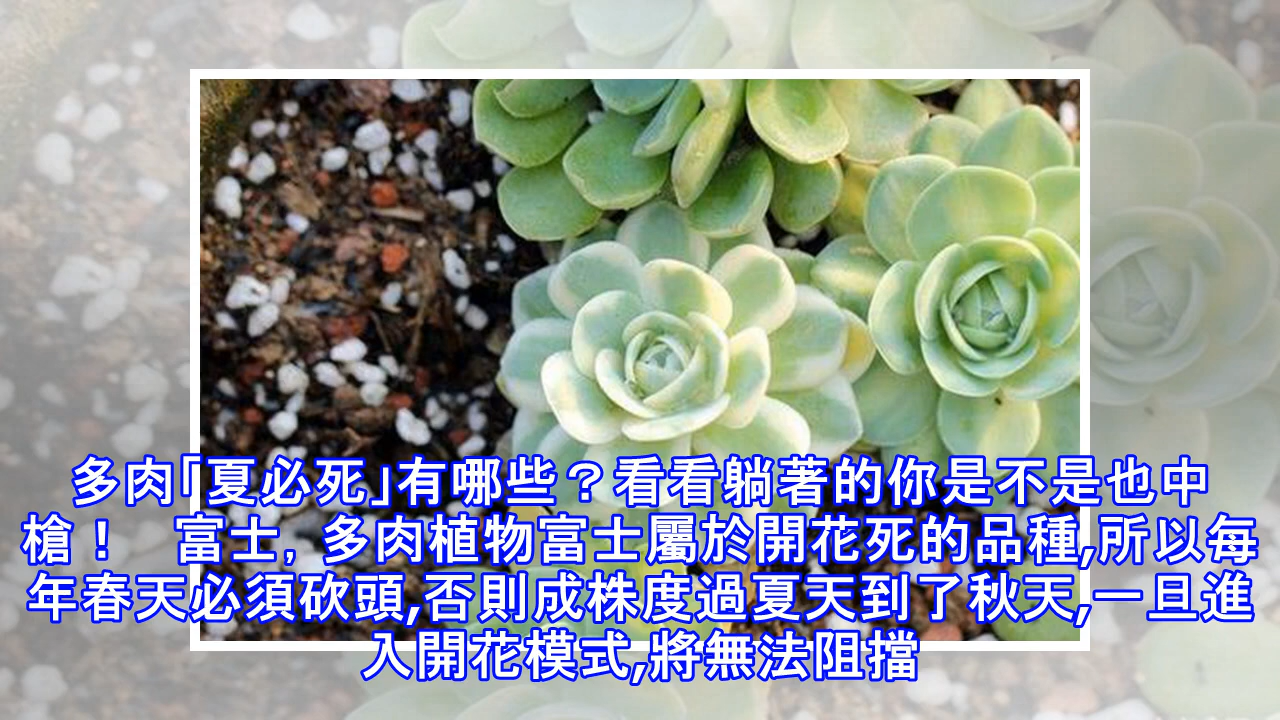 多肉「夏必死」有哪些？看看躺著的你是不是也中
槍！ 富士, 多肉植物富士屬於開花死的品種,所以每
年春天必須砍頭,否則成株度過夏天到了秋天,一旦進
入開花模式,將無法阻擋